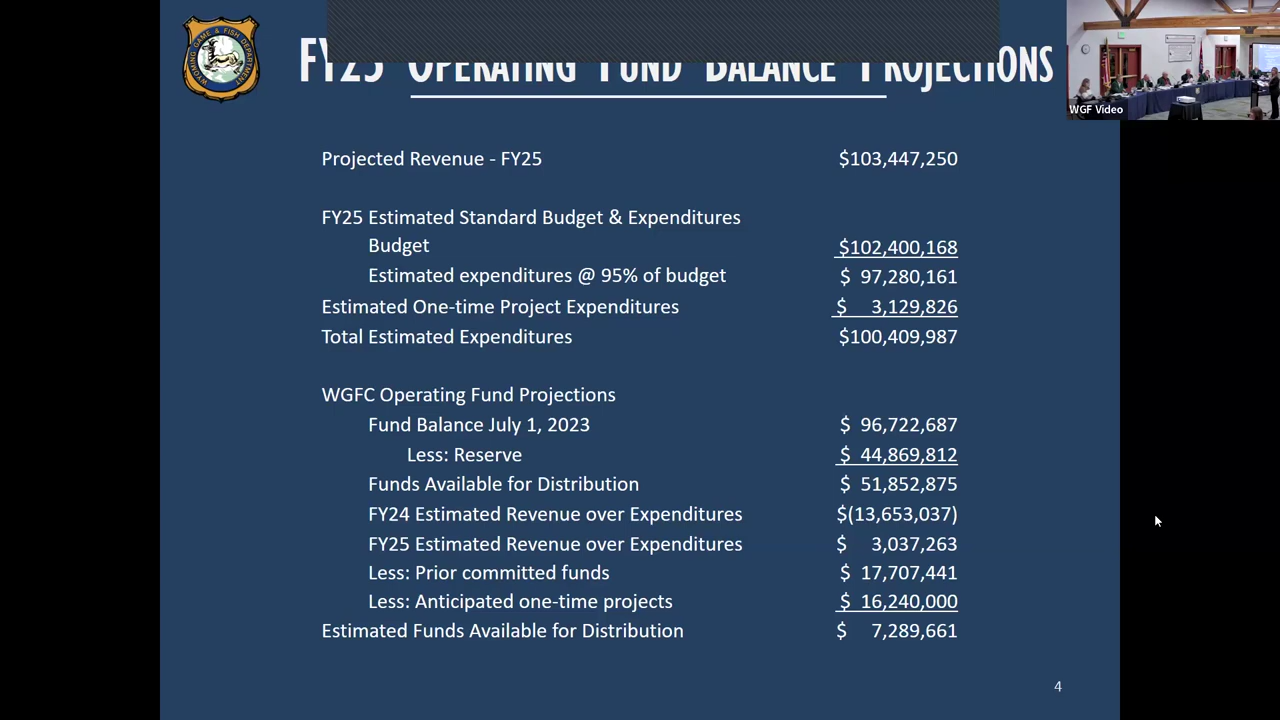 WYOMING GAME & FISH DEPARTMENT
FY25 OPERATING FUND BALANCE PROJECTIONS
WGF Video
Projected Revenue - FY25 $103,447,250
FY25 Estimated Standard Budget & Expenditures
Budget $102,400,168
Estimated expenditures @ 95% of budget $ 97,280,161
Estimated One-time Project Expenditures $ 3,129,826
Total Estimated Expenditures $100,409,987
WGFC Operating Fund Projections
Fund Balance July 1, 2023 $ 96,722,687
Less: Reserve $ 44,869,812
Funds Available for Distribution $ 51,852,875
FY24 Estimated Revenue over Expenditures $(13,653,037)
FY25 Estimated Revenue over Expenditures $ 3,037,263
Less: Prior committed funds $ 17,707,441
Less: Anticipated one-time projects $ 16,240,000
Estimated Funds Available for Distribution $ 7,289,661
4